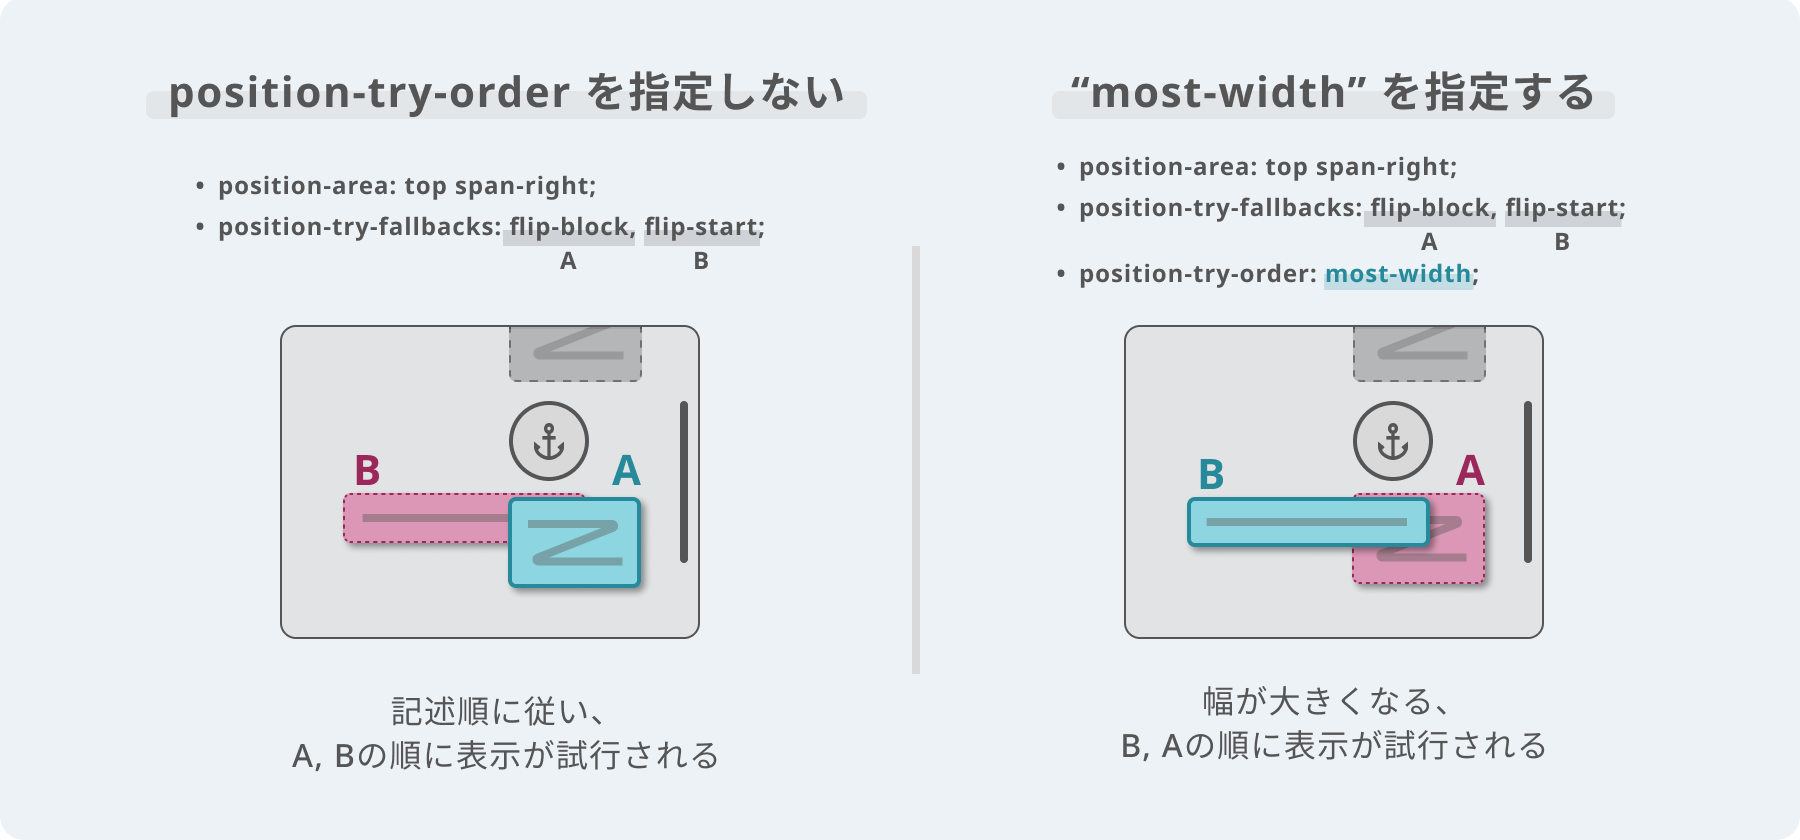 position-try-order を指定しない
• position-area: top span-right;
• position-try-fallbacks: flip-block, flip-start;
A B
B A
記述順に従い、
A, Bの順に表示が試行される
“most-width” を指定する
• position-area: top span-right;
• position-try-fallbacks: flip-block, flip-start;
A B
• position-try-order: most-width;
B A
幅が大きくなる、
B, Aの順に表示が試行される